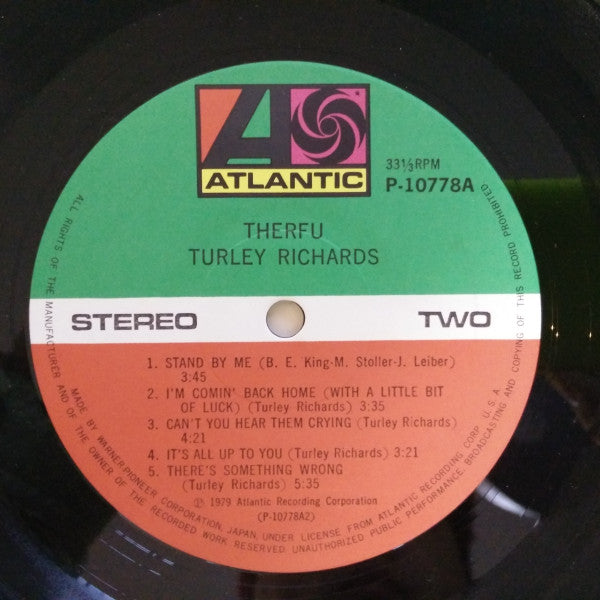 ATLANTIC
33⅓RPM
P-10778A
THERFU
TURLEY RICHARDS
STEREO
TWO
1. STAND BY ME (B. E. King-M. Stoller-J. Leiber)
3:45
2. I'M COMIN' BACK HOME (WITH A LITTLE BIT
OF LUCK) (Turley Richards) 3:35
3. CAN'T YOU HEAR THEM CRYING (Turley Richards)
4:21
4. IT'S ALL UP TO YOU (Turley Richards) 3:21
5. THERE'S SOMETHING WRONG
(Turley Richards) 5:35
℗ 1979 Atlantic Recording Corporation
(P-10778A2)
MADE BY WARNER-PIONEER CORPORATION, JAPAN, UNDER LICENSE FROM ATLANTIC RECORDING CORP. U. S. A.
ALL RIGHTS OF THE MANUFACTURER AND OF THE OWNER OF THE RECORDED WORK RESERVED. UNAUTHORIZED PUBLIC PERFORMANCE, BROADCASTING AND COPYING OF THIS RECORD PROHIBITED